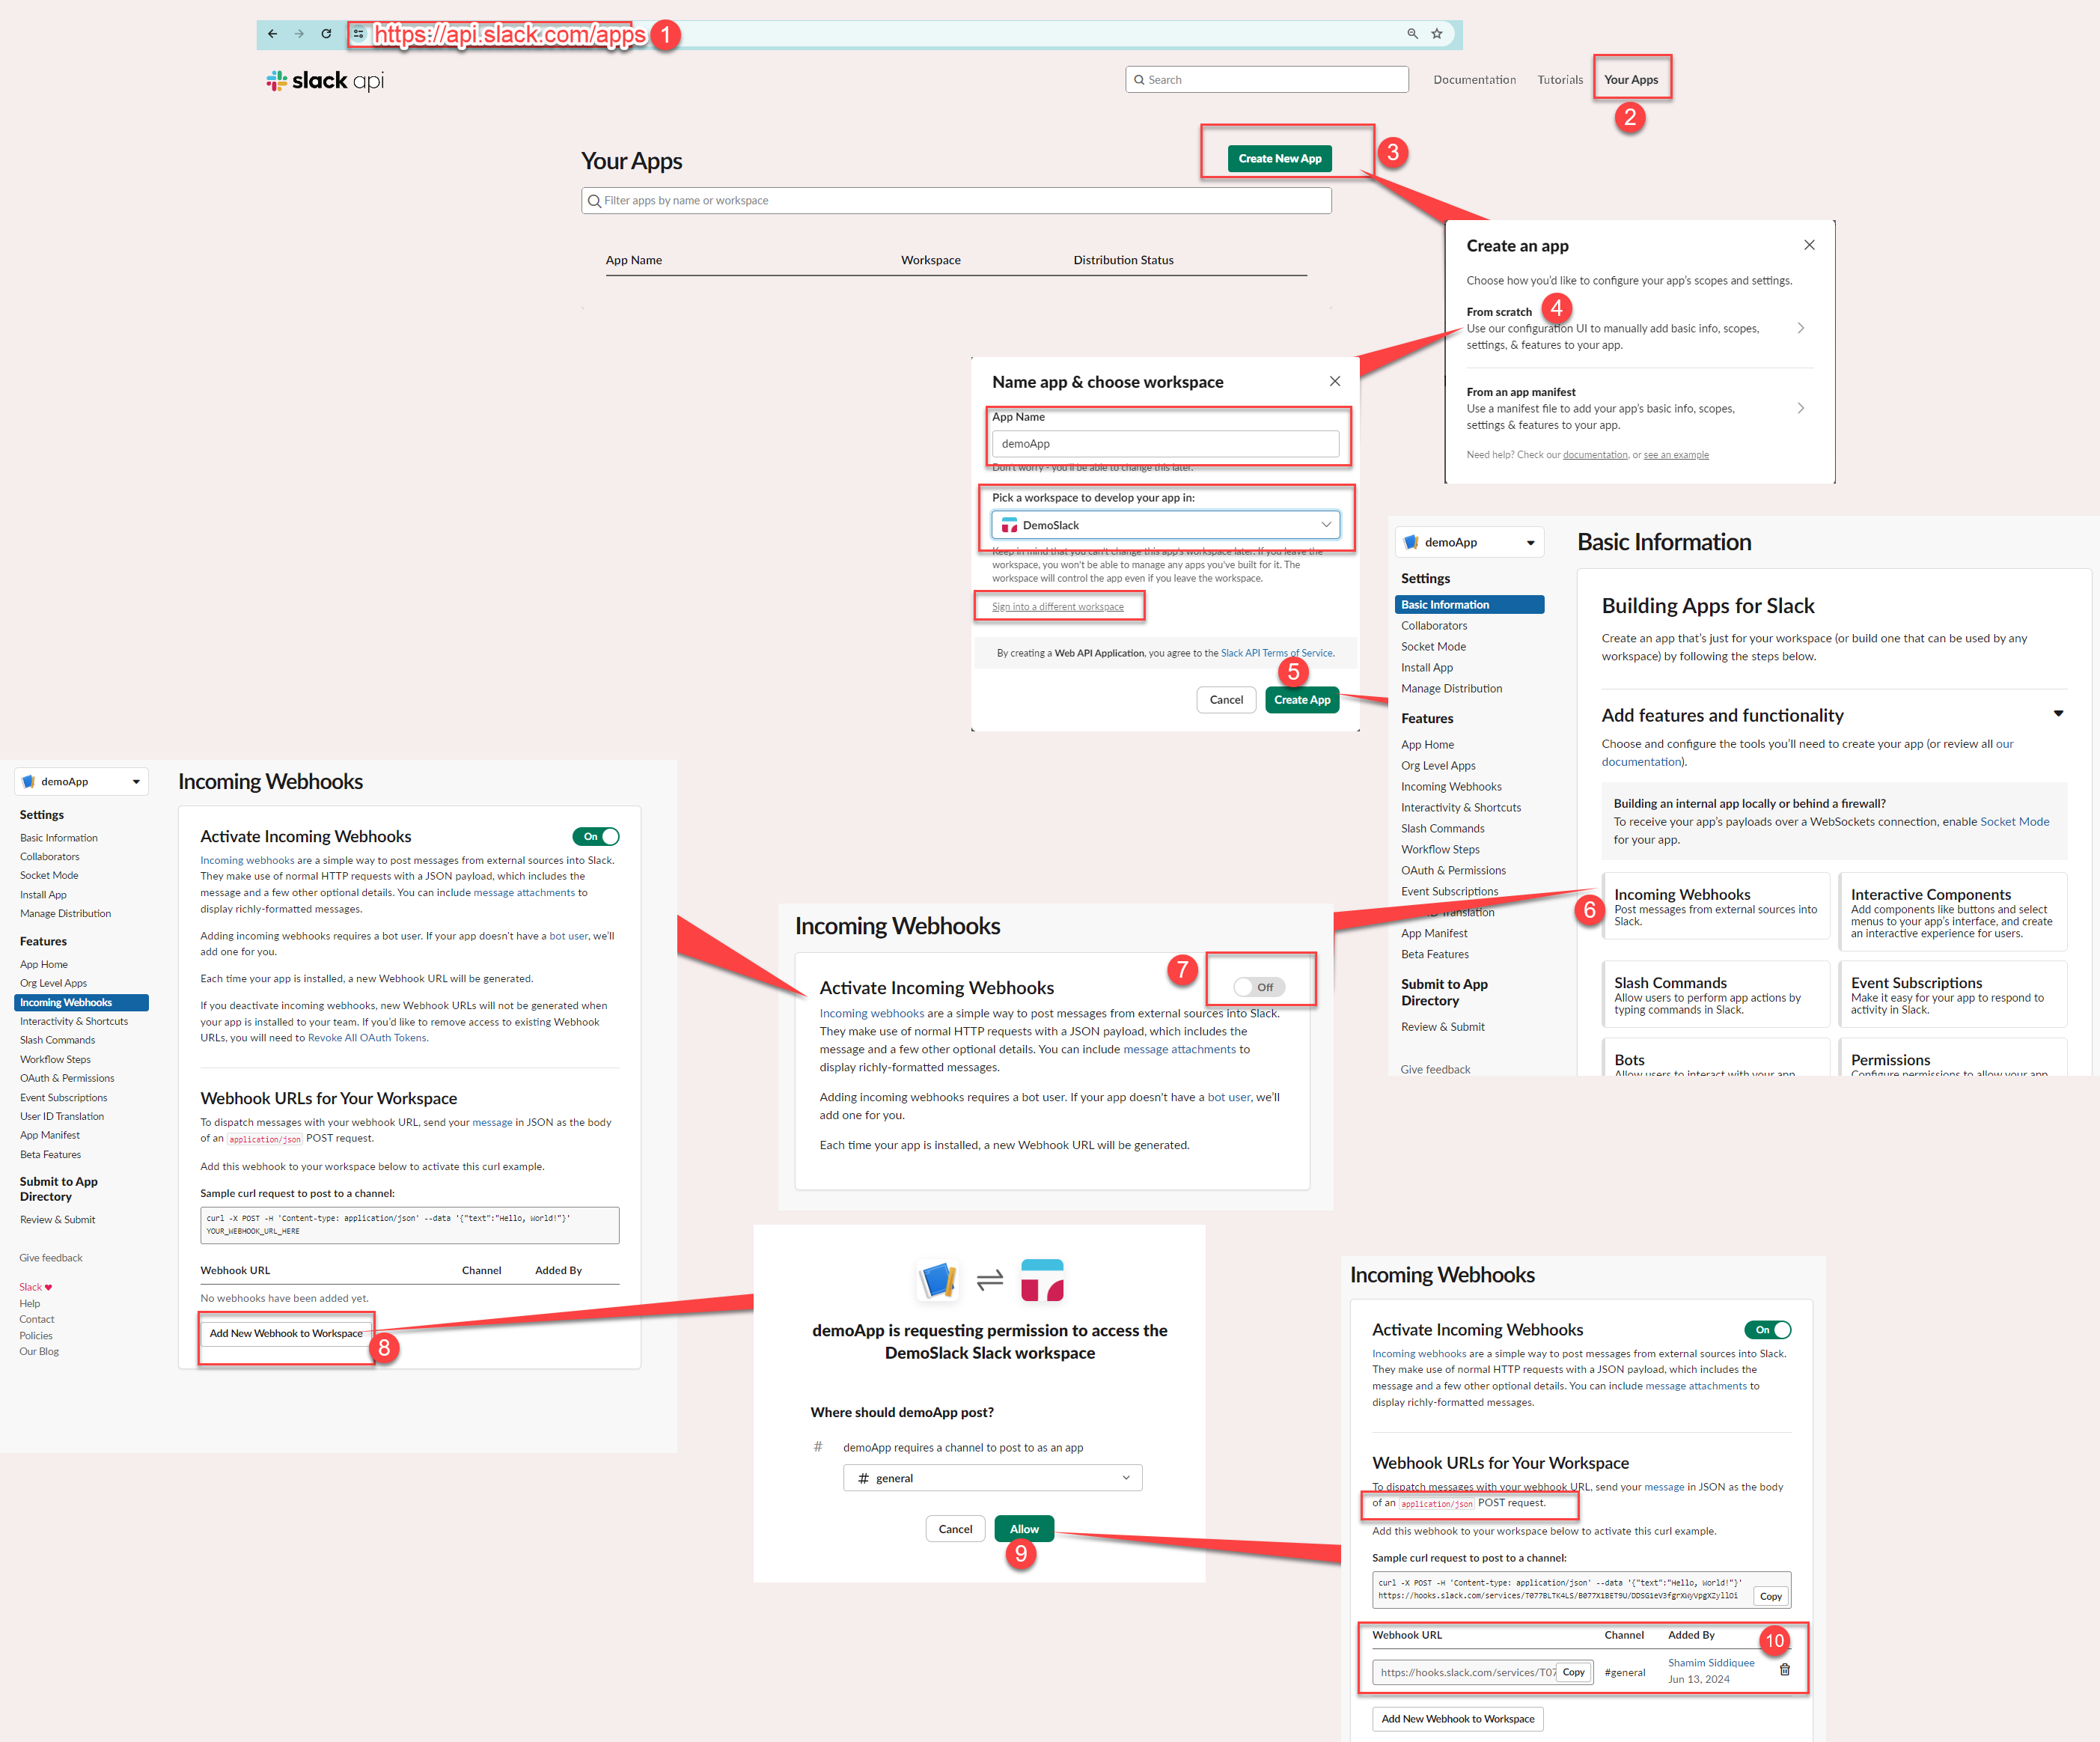 https://api.slack.com/apps
1
slack api
Search
Documentation
Tutorials
Your Apps
2
Your Apps
Create New App
3
Filter apps by name or workspace
App Name
Workspace
Distribution Status
Create an app
Choose how you'd like to configure your app's scopes and settings.
From scratch
4
Use our configuration UI to manually add basic info, scopes,
settings, & features to your app.
From an app manifest
Use a manifest file to add your app's basic info, scopes,
settings & features to your app.
Need help? Check our documentation, or see an example
Name app & choose workspace
App Name
demoApp
Don't worry - you'll be able to change this later.
Pick a workspace to develop your app in:
DemoSlack
Keep in mind that you can't change this app's workspace later. If you leave the
workspace, you won't be able to manage any apps you've built for it. The
workspace will control the app even if you leave the workspace.
Sign into a different workspace
By creating a Web API Application, you agree to the Slack API Terms of Service.
5
Cancel
Create App
demoApp
Settings
Basic Information
Collaborators
Socket Mode
Install App
Manage Distribution
Features
App Home
Org Level Apps
Incoming Webhooks
Interactivity & Shortcuts
Slash Commands
Workflow Steps
OAuth & Permissions
Event Subscriptions
ID Translation
App Manifest
Beta Features
Submit to App
Directory
Review & Submit
Give feedback
Basic Information
Building Apps for Slack
Create an app that's just for your workspace (or build one that can be used by any
workspace) by following the steps below.
Add features and functionality
Choose and configure the tools you'll need to create your app (or review all our
documentation).
Building an internal app locally or behind a firewall?
To receive your app's payloads over a WebSockets connection, enable Socket Mode
for your app.
6
Incoming Webhooks
Post messages from external sources into
Slack.
Interactive Components
Add components like buttons and select
menus to your app's interface, and create
an interactive experience for users.
Slash Commands
Allow users to perform app actions by
typing commands in Slack.
Event Subscriptions
Make it easy for your app to respond to
activity in Slack.
Bots
Allow users to interact with your app
Permissions
Configure permissions to allow your app
demoApp
Settings
Basic Information
Collaborators
Socket Mode
Install App
Manage Distribution
Features
App Home
Org Level Apps
Incoming Webhooks
Interactivity & Shortcuts
Slash Commands
Workflow Steps
OAuth & Permissions
Event Subscriptions
User ID Translation
App Manifest
Beta Features
Submit to App
Directory
Review & Submit
Give feedback
Slack ♥
Help
Contact
Policies
Our Blog
Incoming Webhooks
Activate Incoming Webhooks
On
Incoming webhooks are a simple way to post messages from external sources into Slack.
They make use of normal HTTP requests with a JSON payload, which includes the
message and a few other optional details. You can include message attachments to
display richly-formatted messages.
Adding incoming webhooks requires a bot user. If your app doesn't have a bot user, we'll
add one for you.
Each time your app is installed, a new Webhook URL will be generated.
If you deactivate incoming webhooks, new Webhook URLs will not be generated when
your app is installed to your team. If you'd like to remove access to existing Webhook
URLs, you will need to Revoke All OAuth Tokens.
Webhook URLs for Your Workspace
To dispatch messages with your webhook URL, send your message in JSON as the body
of an application/json POST request.
Add this webhook to your workspace below to activate this curl example.
Sample curl request to post to a channel:
curl -X POST -H 'Content-type: application/json' --data '{"text":"Hello, World!"}'
YOUR_WEBHOOK_URL_HERE
Webhook URL
Channel
Added By
No webhooks have been added yet.
Add New Webhook to Workspace
8
Incoming Webhooks
7
Activate Incoming Webhooks
Off
Incoming webhooks are a simple way to post messages from external sources into Slack.
They make use of normal HTTP requests with a JSON payload, which includes the
message and a few other optional details. You can include message attachments to
display richly-formatted messages.
Adding incoming webhooks requires a bot user. If your app doesn't have a bot user, we'll
add one for you.
Each time your app is installed, a new Webhook URL will be generated.
demoApp is requesting permission to access the
DemoSlack Slack workspace
Where should demoApp post?
# demoApp requires a channel to post to as an app
# general
Cancel
Allow
9
Incoming Webhooks
Activate Incoming Webhooks
On
Incoming webhooks are a simple way to post messages from external sources into Slack.
They make use of normal HTTP requests with a JSON payload, which includes the
message and a few other optional details. You can include message attachments to
display richly-formatted messages.
Webhook URLs for Your Workspace
To dispatch messages with your webhook URL, send your message in JSON as the body
of an application/json POST request.
Add this webhook to your workspace below to activate this curl example.
Sample curl request to post to a channel:
curl -X POST -H 'Content-type: application/json' --data '{"text":"Hello, World!"}'
https://hooks.slack.com/services/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
Copy
Webhook URL
Channel
Added By
10
https://hooks.slack.com/services/T07
Copy
#general
Shamim Siddiquee
Jun 13, 2024
Add New Webhook to Workspace